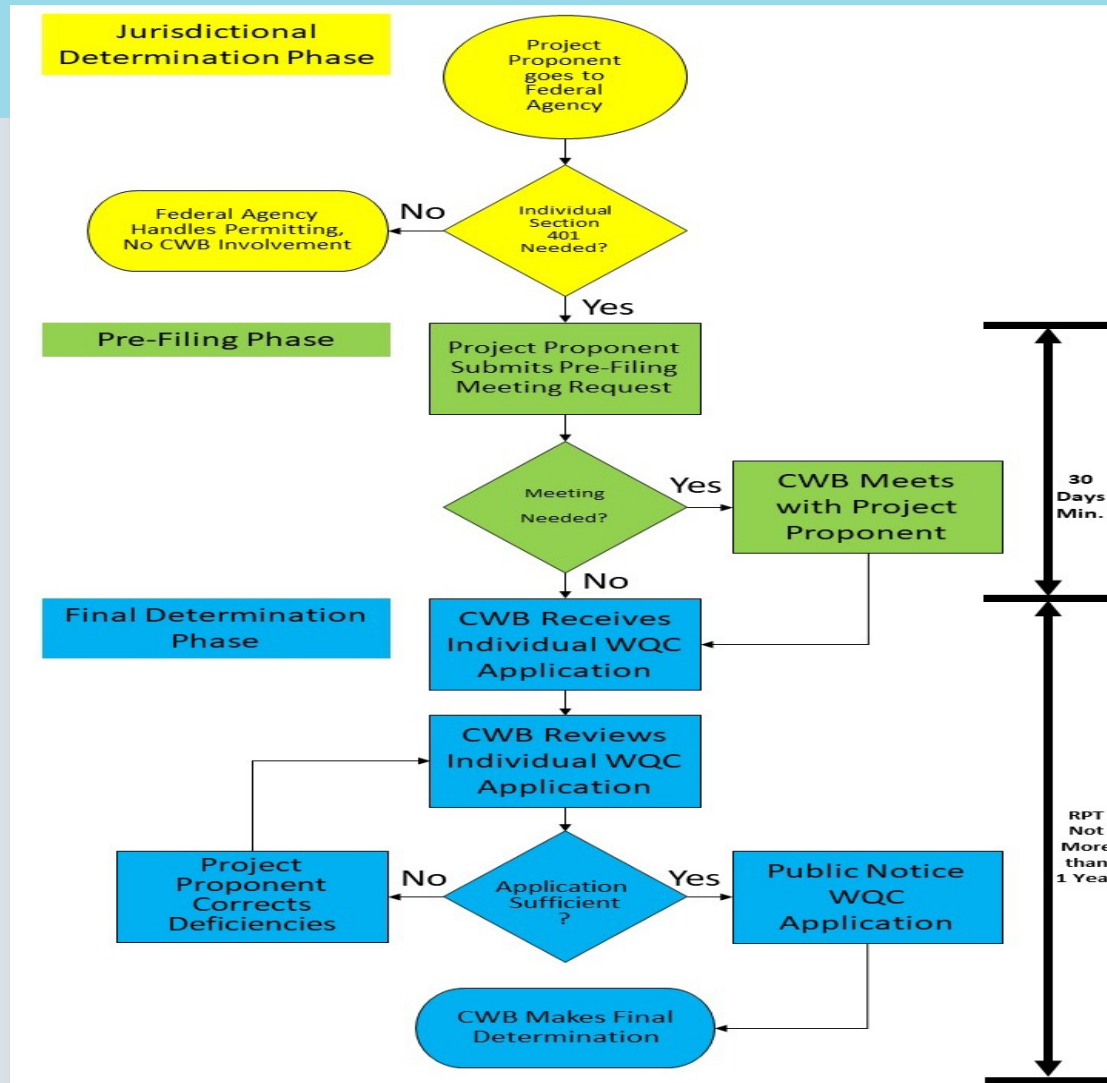 Jurisdictional
Determination Phase
Project
Proponent
goes to
Federal
Agency
Federal Agency
Handles Permitting,
No CWB Involvement
No
Individual
Section
401
Needed?
Yes
Pre-Filing Phase
Project Proponent
Submits Pre-Filing
Meeting Request
Meeting
Needed?
Yes
CWB Meets
with Project
Proponent
30
Days
Min.
No
Final Determination
Phase
CWB Receives
Individual WQC
Application
CWB Reviews
Individual WQC
Application
Project
Proponent
Corrects
Deficiencies
No
Application
Sufficient
?
Yes
Public Notice
WQC
Application
RPT
Not
More
than
1 Year
CWB Makes Final
Determination